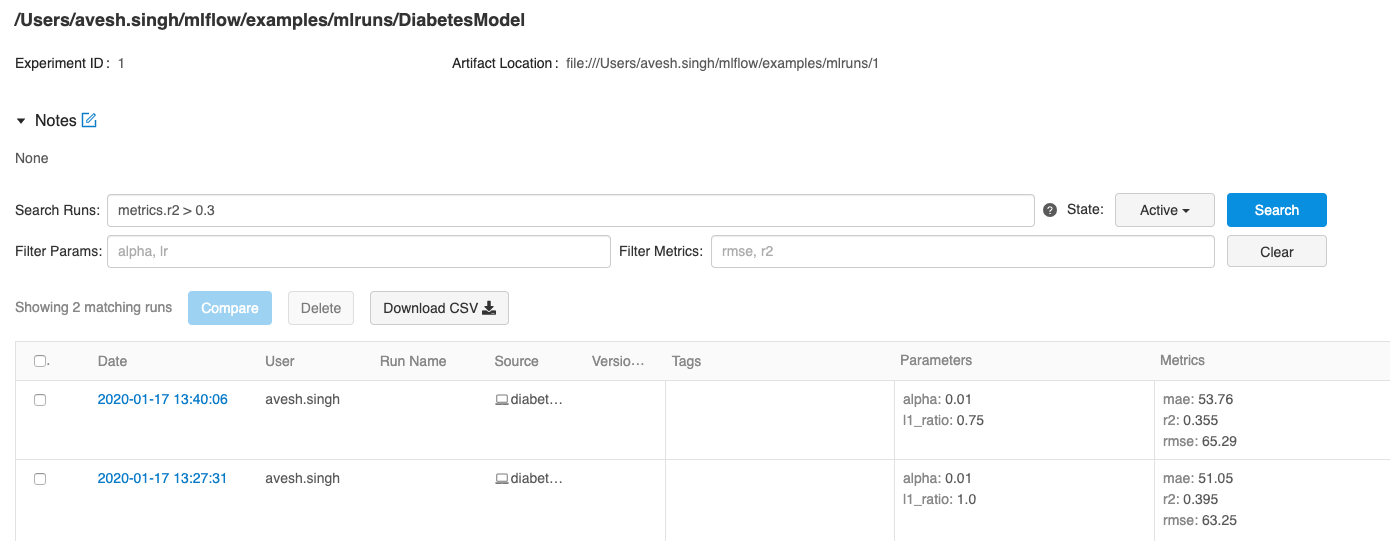 /Users/avesh.singh/mlflow/examples/mlruns/DiabetesModel
Experiment ID : 1 Artifact Location : file:///Users/avesh.singh/mlflow/examples/mlruns/1
Notes
None
Search Runs: metrics.r2 > 0.3 ? State: Active Search
Filter Params: alpha, lr Filter Metrics: rmse, r2 Clear
Showing 2 matching runs Compare Delete Download CSV
Date User Run Name Source Versio… Tags Parameters Metrics
2020-01-17 13:40:06 avesh.singh diabet… alpha: 0.01 mae: 53.76
l1_ratio: 0.75 r2: 0.355
rmse: 65.29
2020-01-17 13:27:31 avesh.singh diabet… alpha: 0.01 mae: 51.05
l1_ratio: 1.0 r2: 0.395
rmse: 63.25